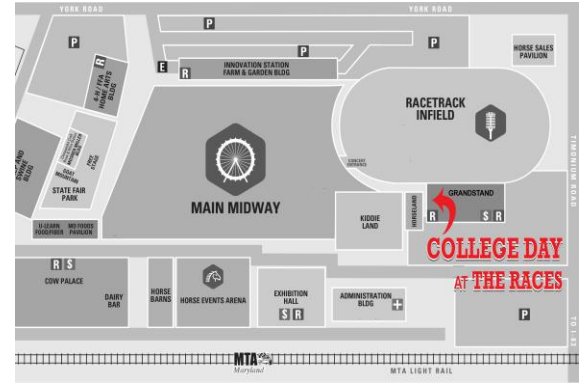 YORK ROAD
YORK ROAD
P
P
P
P
HORSE SALES
PAVILION
E
R
INNOVATION STATION
FARM & GARDEN BLDG
R
4-H / FFA
HOME ARTS
BLDG
RACETRACK
INFIELD
TIMONIUM ROAD
SWINE
BLDG
GOAT
MOUNTAIN
FREE
STAGE
STATE FAIR
PARK
CONCERT
ENTRANCE
MAIN MIDWAY
KIDDIE
LAND
HORSELAND
GRANDSTAND
R
S R
U-LEARN
FOOD/FIBER
MD FOODS
PAVILION
COLLEGE DAY
AT THE RACES
R $
COW PALACE
DAIRY
BAR
HORSE
BARNS
HORSE EVENTS ARENA
EXHIBITION
HALL
$ R
ADMINISTRATION
BLDG
P
TO I-83
MTA
Maryland
MTA LIGHT RAIL